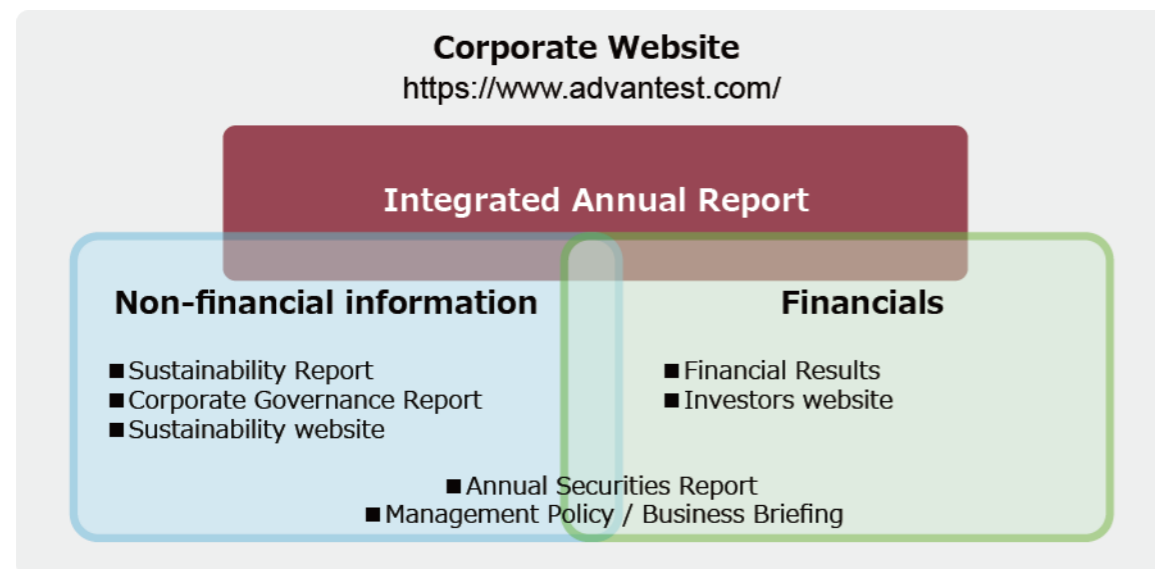 Corporate Website
https://www.advantest.com/
Integrated Annual Report
Non-financial information
■ Sustainability Report
■ Corporate Governance Report
■ Sustainability website
Financials
■ Financial Results
■ Investors website
■ Annual Securities Report
■ Management Policy / Business Briefing